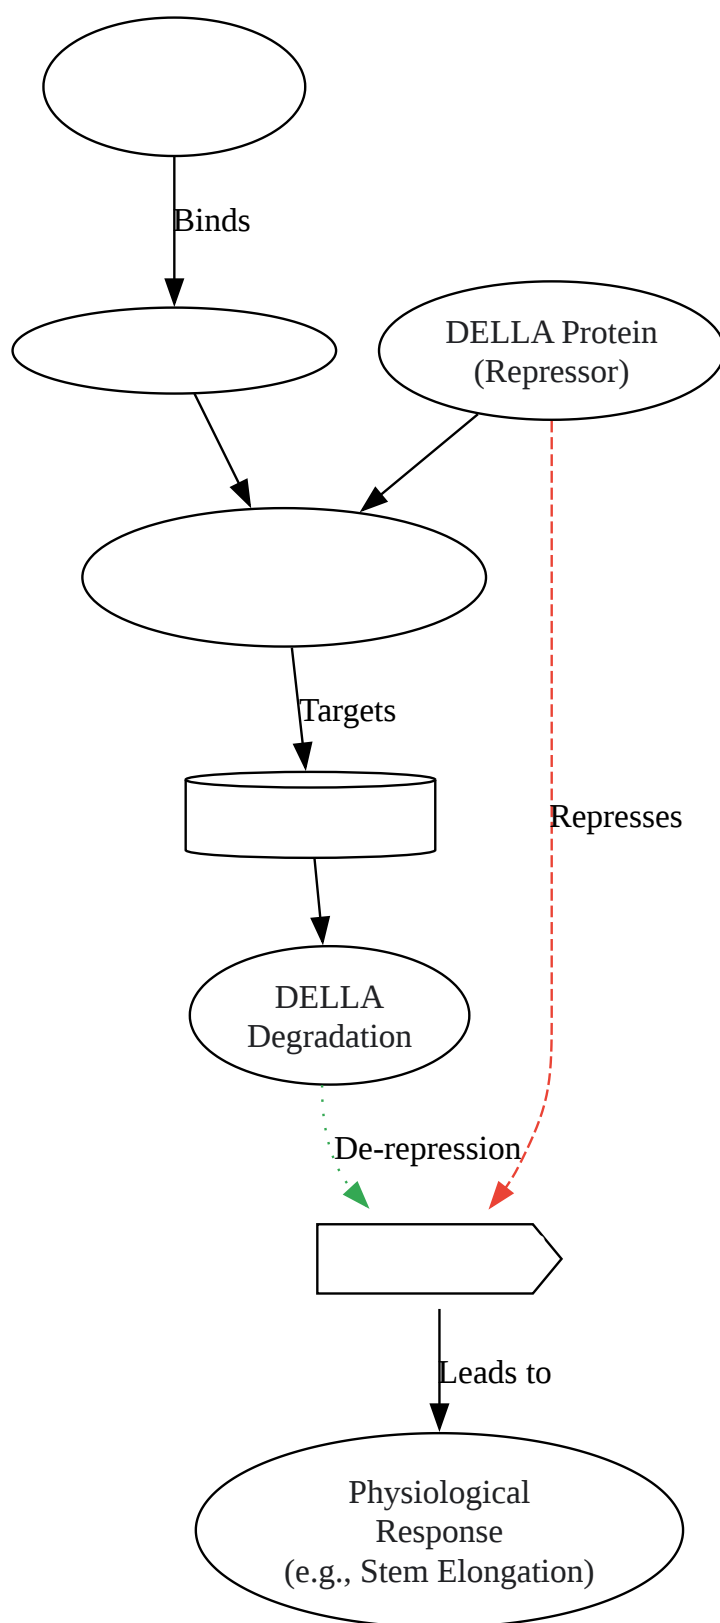 Binds
DELLA Protein
(Repressor)
Targets
Represses
DELLA
Degradation
De-repression
Leads to
Physiological
Response
(e.g., Stem Elongation)